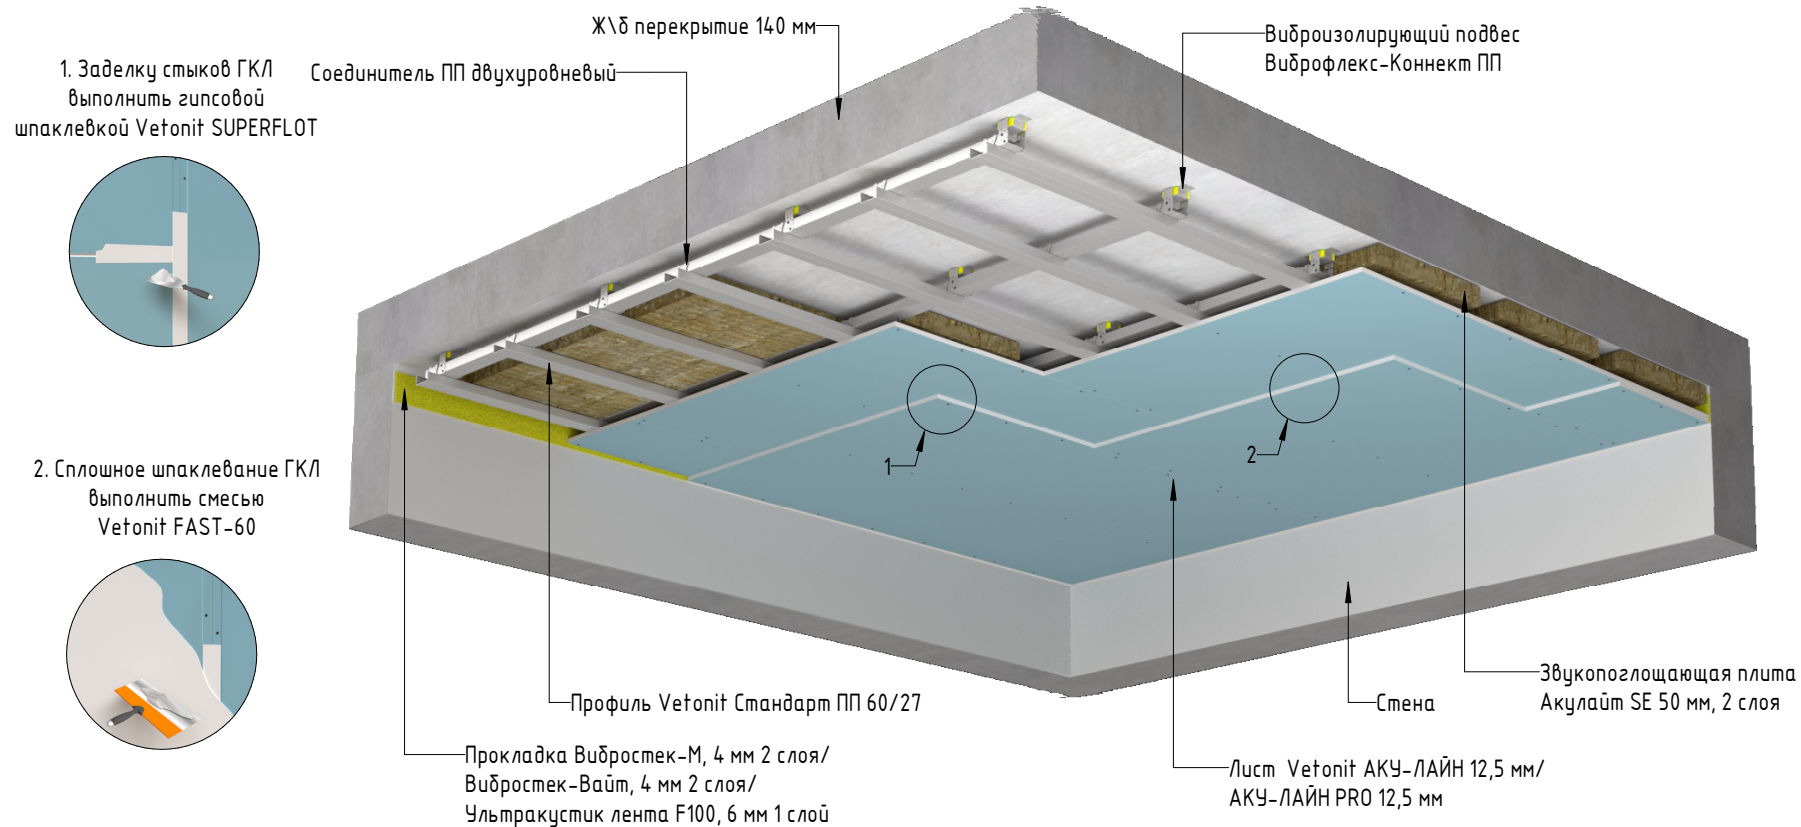 Ж\б перекрытие 140 мм
Соединитель ПП двухуровневый
Виброизолирующий подвес
Виброфлекс-Коннект ПП
1. Заделку стыков ГКЛ
выполнить гипсовой
шпаклевкой Vetonit SUPERFLOT
2. Сплошное шпаклевание ГКЛ
выполнить смесью
Vetonit FAST-60
1
2
Профиль Vetonit Стандарт ПП 60/27
Прокладка Вибростек-М, 4 мм 2 слоя/
Вибростек-Вайт, 4 мм 2 слоя/
Ультракустик лента F100, 6 мм 1 слой
Звукопоглощающая плита
Акулайт SE 50 мм, 2 слоя
Стена
Лист Vetonit АКУ-ЛАЙН 12,5 мм/
АКУ-ЛАЙН PRO 12,5 мм